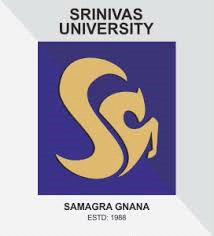 SRINIVAS
UNIVERSITY
SAMAGRA GNANA
ESTD: 1988